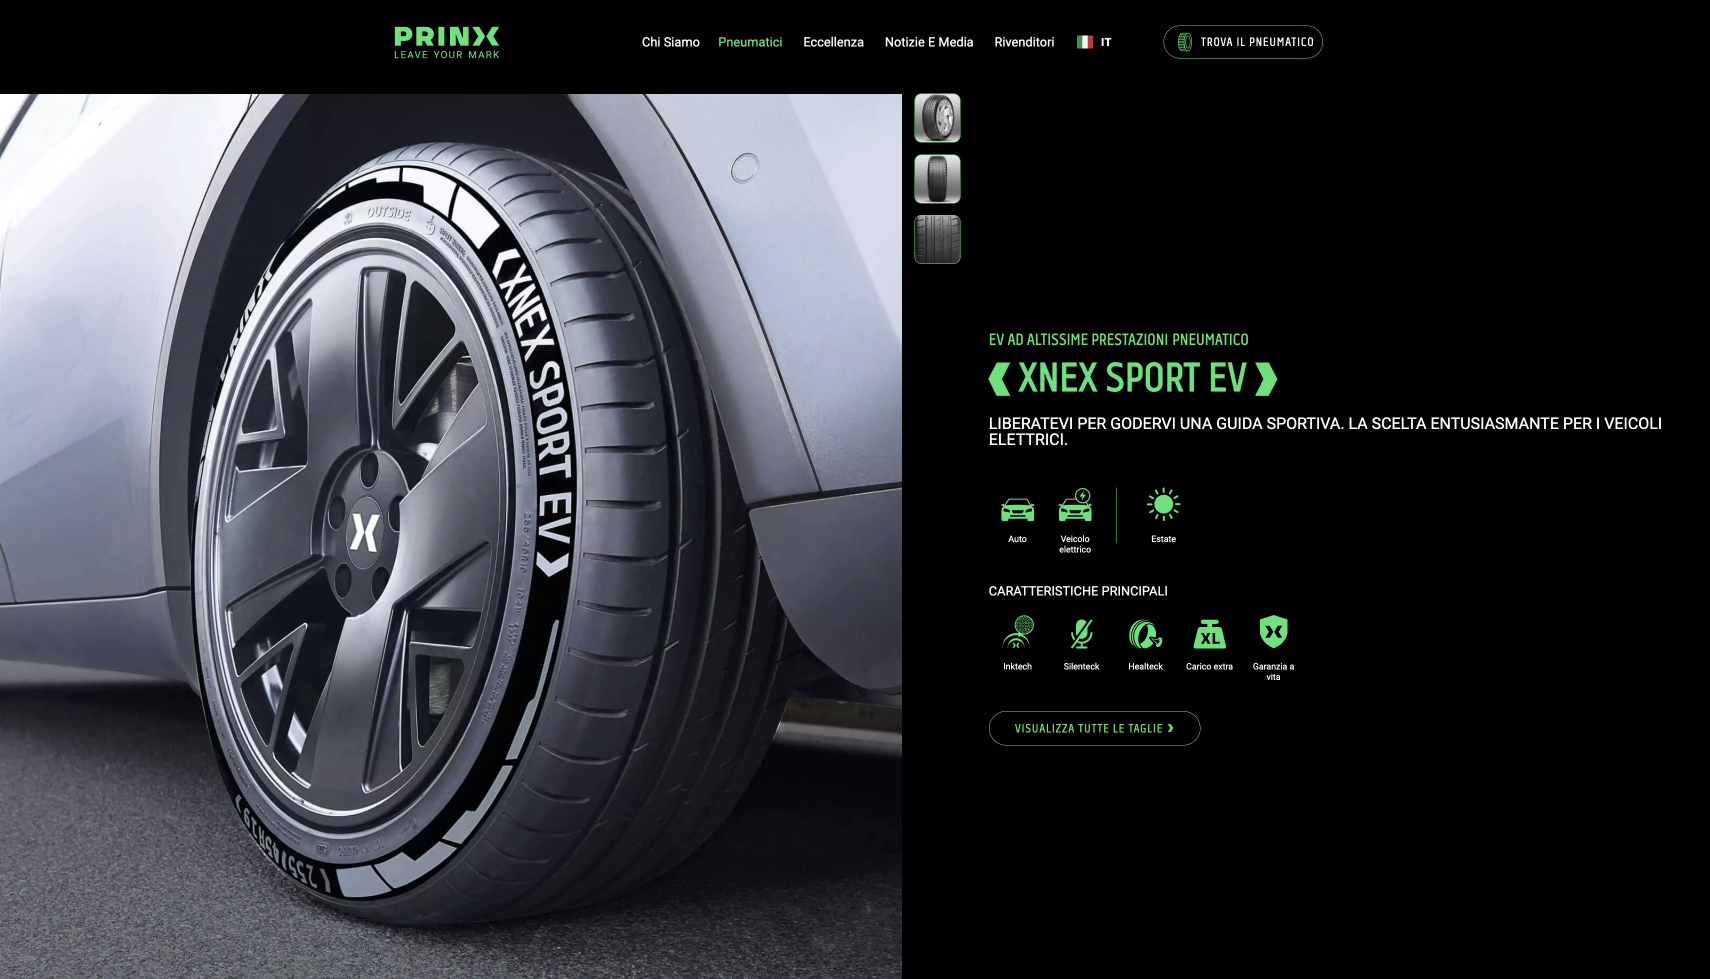 PRINX
LEAVE YOUR MARK
Chi Siamo
Pneumatici
Eccellenza
Notizie E Media
Rivenditori
IT
TROVA IL PNEUMATICO
OUTSIDE
XNEX SPORT EV
255/45R19
EV AD ALTISSIME PRESTAZIONI PNEUMATICO
XNEX SPORT EV
LIBERATEVI PER GODERVI UNA GUIDA SPORTIVA. LA SCELTA ENTUSIASMANTE PER I VEICOLI
ELETTRICI.
Auto
Veicolo
elettrico
Estate
CARATTERISTICHE PRINCIPALI
XL
Inktech
Silenteck
Healteck
Carico extra
Garanzia a
vita
VISUALIZZA TUTTE LE TAGLIE